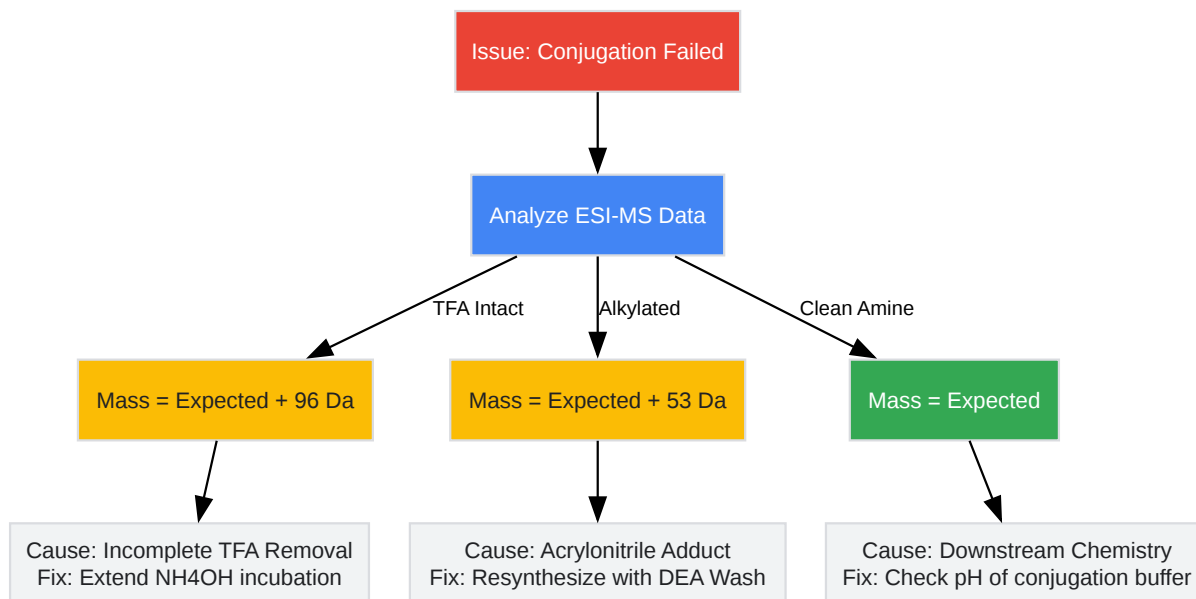 Issue: Conjugation Failed
Analyze ESI-MS Data
TFA Intact
Alkylated
Clean Amine
Mass = Expected + 96 Da
Mass = Expected + 53 Da
Mass = Expected
Cause: Incomplete TFA Removal
Fix: Extend NH4OH incubation
Cause: Acrylonitrile Adduct
Fix: Resynthesize with DEA Wash
Cause: Downstream Chemistry
Fix: Check pH of conjugation buffer